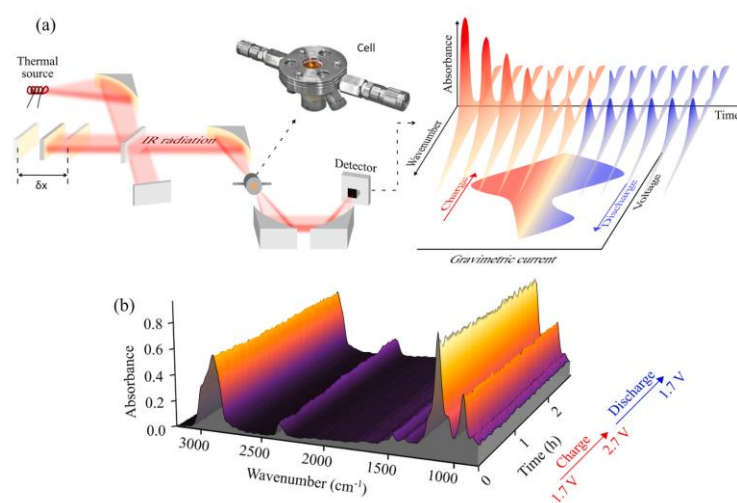 (a)
Thermal
source
IR radiation
δx
Cell
Detector
Absorbance
Wavenumber
Time
Charge
Discharge
Voltage
Gravimetric current
(b)
Absorbance
0.8
0.6
0.4
0.2
0.0
3000
2500
2000
1500
1000
Wavenumber (cm⁻¹)
0
1
2
Time (h)
Charge
1.7 V
2.7 V
Discharge
1.7 V